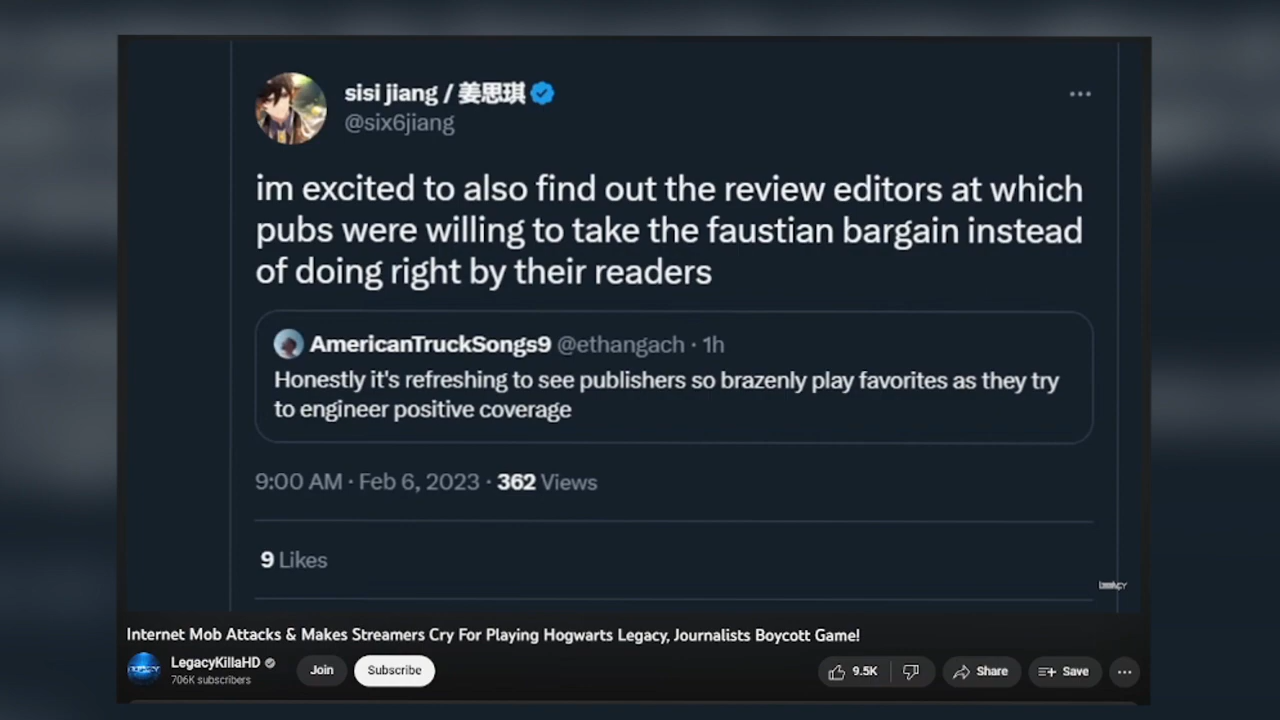 sisi jiang / 姜思琪
@six6jiang
im excited to also find out the review editors at which
pubs were willing to take the faustian bargain instead
of doing right by their readers
AmericanTruckSongs9 @ethangach · 1h
Honestly it's refreshing to see publishers so brazenly play favorites as they try
to engineer positive coverage
9:00 AM · Feb 6, 2023 · 362 Views
9 Likes
Internet Mob Attacks & Makes Streamers Cry For Playing Hogwarts Legacy, Journalists Boycott Game!
LegacyKillaHD
706K subscribers
Join
Subscribe
9.5K
Share
Save